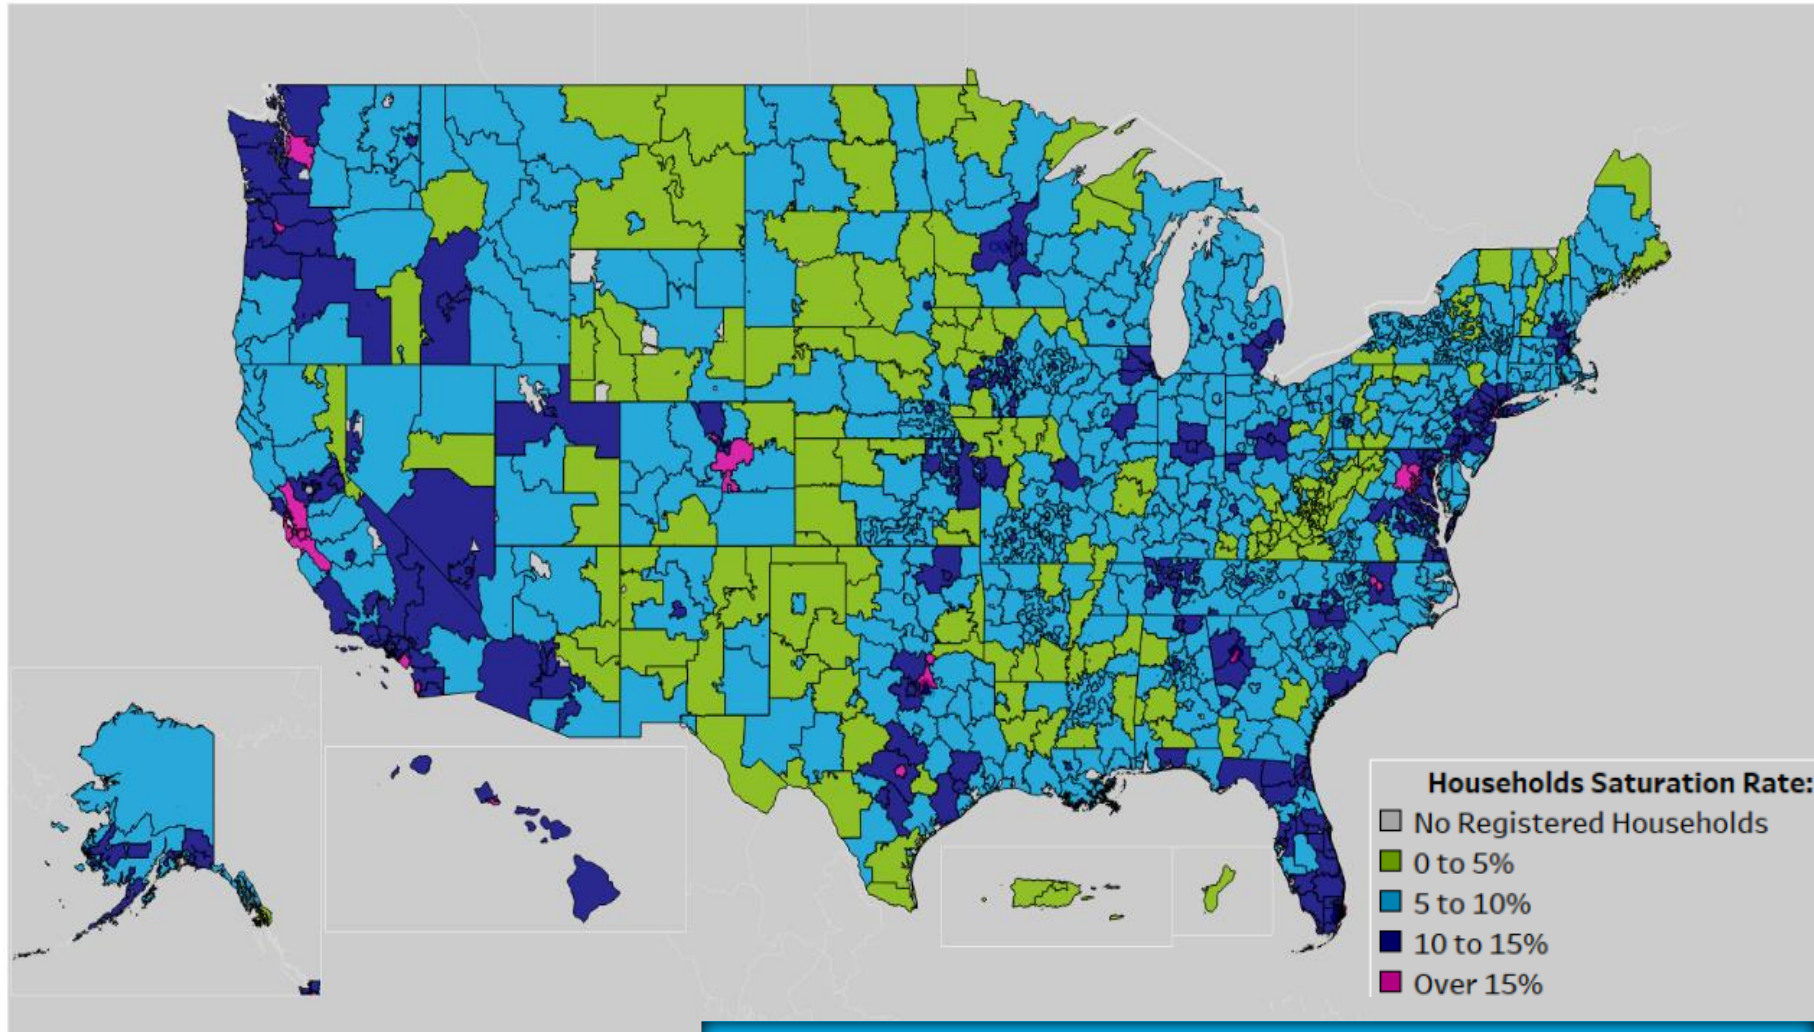 Households Saturation Rate:
No Registered Households
0 to 5%
5 to 10%
10 to 15%
Over 15%